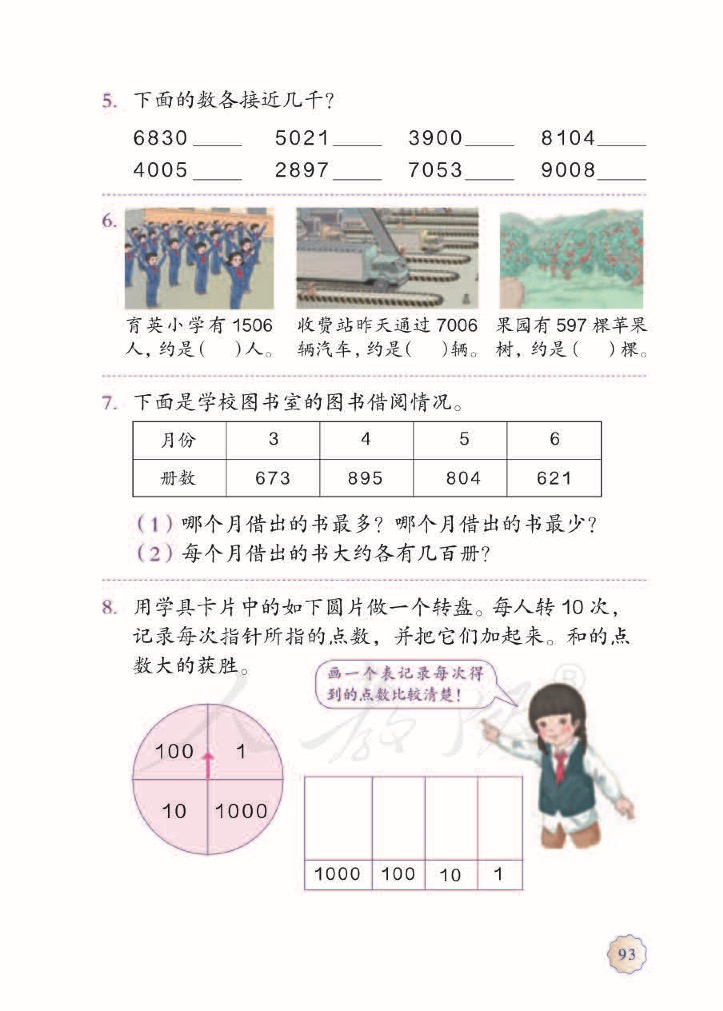 5. 下面的数各接近几千?
6830____ 5021____ 3900____ 8104____
4005____ 2897____ 7053____ 9008____
6.
育英小学有 1506
人, 约是( )人。
收费站昨天通过 7006
辆汽车, 约是( )辆。
果园有 597 棵苹果
树, 约是( )棵。
7. 下面是学校图书室的图书借阅情况。
月份 3 4 5 6
册数 673 895 804 621
(1) 哪个月借出的书最多? 哪个月借出的书最少?
(2) 每个月借出的书大约各有几百册?
8. 用学具卡片中的如下圆片做一个转盘。每人转 10 次,
记录每次指针所指的点数, 并把它们加起来。和的点
数大的获胜。
画一个表记录每次得
到的点数比较清楚!
人教版®
100 1
10 1000
1000 100 10 1
93